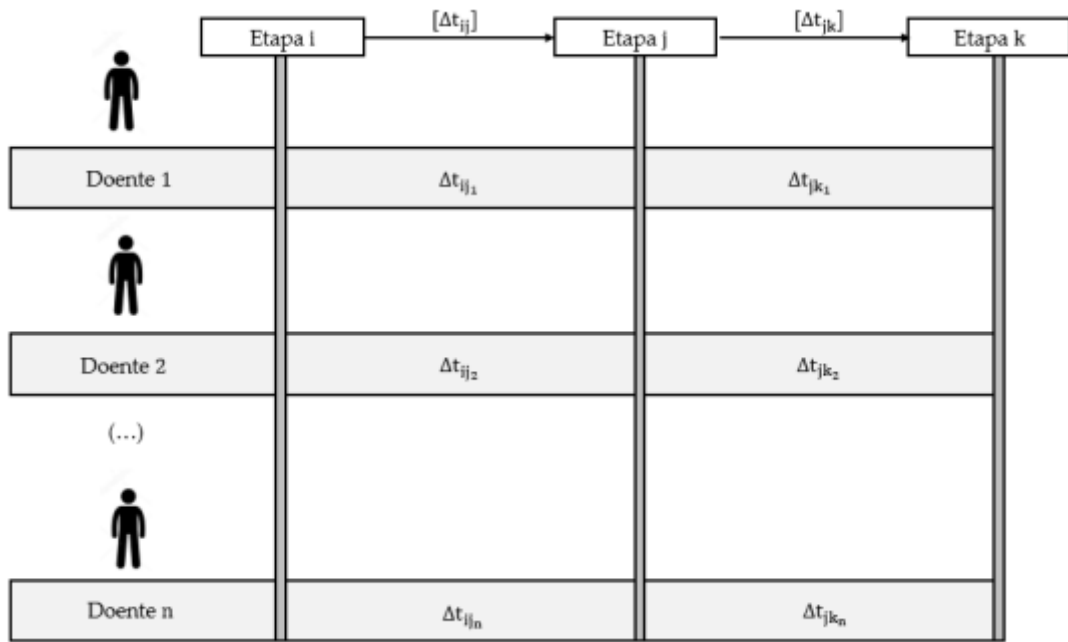 Etapa i [Δt_ij] Etapa j [Δt_jk] Etapa k
Doente 1 Δt_ij₁ Δt_jk₁
Doente 2 Δt_ij₂ Δt_jk₂
(...)
Doente n Δt_ijₙ Δt_jkₙ